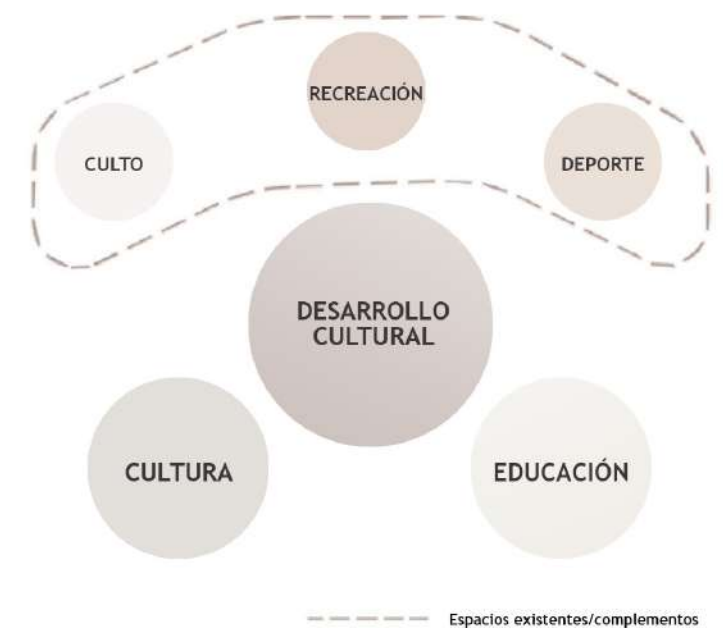 RECREACIÓN
CULTO
DEPORTE
DESARROLLO
CULTURAL
CULTURA
EDUCACIÓN
Espacios existentes/complementos